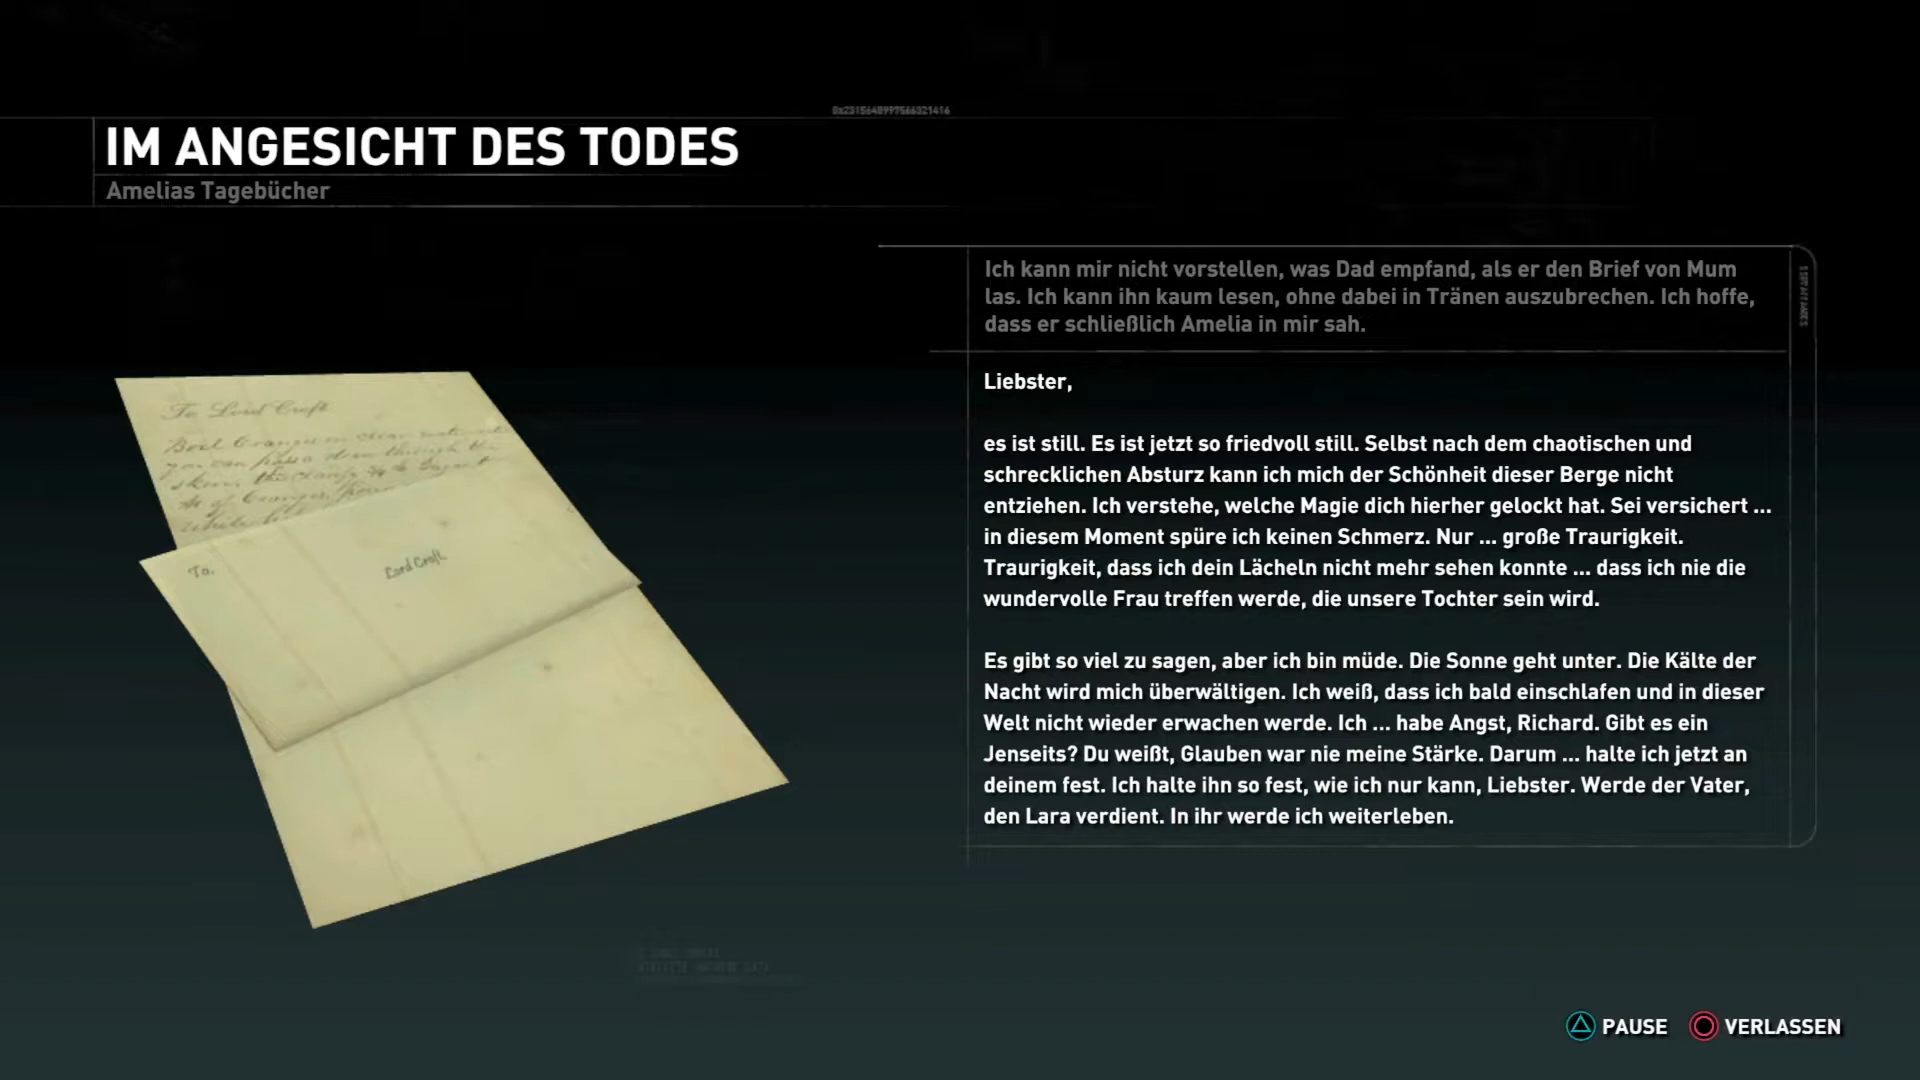 0x2315648997566321416
IM ANGESICHT DES TODES
Amelias Tagebücher
Ich kann mir nicht vorstellen, was Dad empfand, als er den Brief von Mum
las. Ich kann ihn kaum lesen, ohne dabei in Tränen auszubrechen. Ich hoffe,
dass er schließlich Amelia in mir sah.
Liebster,
es ist still. Es ist jetzt so friedvoll still. Selbst nach dem chaotischen und
schrecklichen Absturz kann ich mich der Schönheit dieser Berge nicht
entziehen. Ich verstehe, welche Magie dich hierher gelockt hat. Sei versichert ...
in diesem Moment spüre ich keinen Schmerz. Nur ... große Traurigkeit.
Traurigkeit, dass ich dein Lächeln nicht mehr sehen konnte ... dass ich nie die
wundervolle Frau treffen werde, die unsere Tochter sein wird.
Es gibt so viel zu sagen, aber ich bin müde. Die Sonne geht unter. Die Kälte der
Nacht wird mich überwältigen. Ich weiß, dass ich bald einschlafen und in dieser
Welt nicht wieder erwachen werde. Ich ... habe Angst, Richard. Gibt es ein
Jenseits? Du weißt, Glauben war nie meine Stärke. Darum ... halte ich jetzt an
deinem fest. Ich halte ihn so fest, wie ich nur kann, Liebster. Werde der Vater,
den Lara verdient. In ihr werde ich weiterleben.
To Lord Croft
To. Lord Croft.
PAUSE VERLASSEN